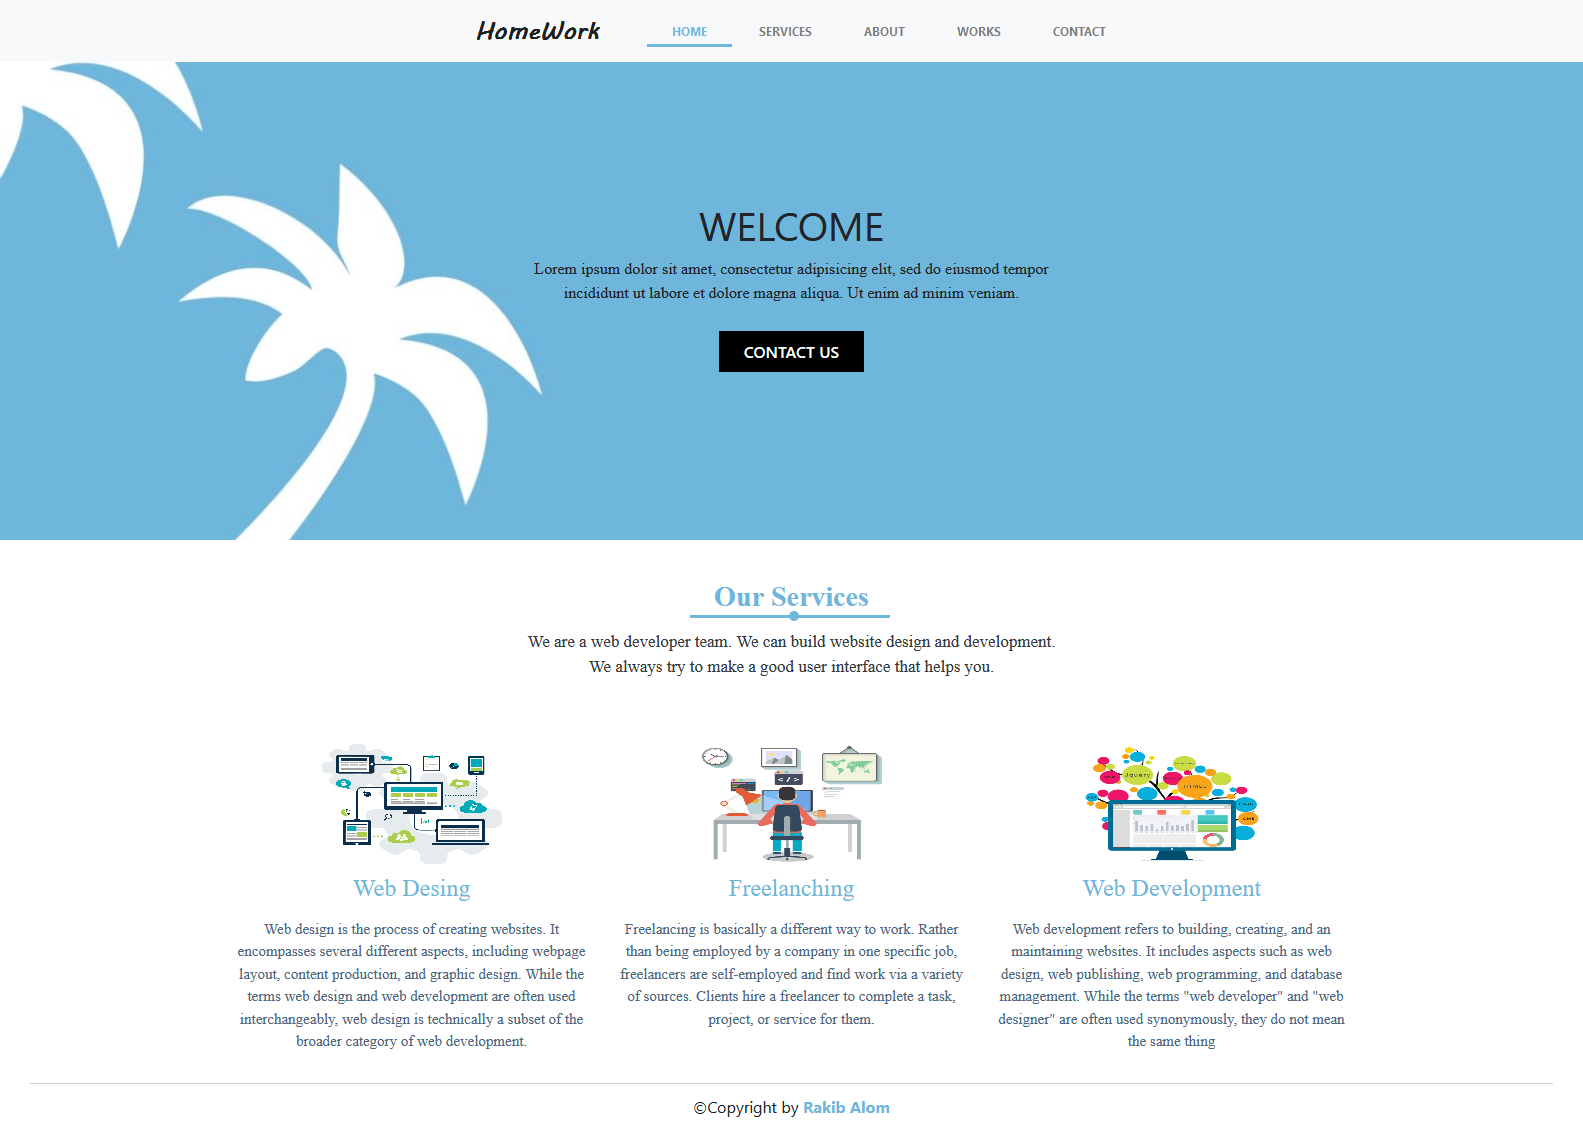 HomeWork
HOME SERVICES ABOUT WORKS CONTACT
WELCOME
Lorem ipsum dolor sit amet, consectetur adipisicing elit, sed do eiusmod tempor
incididunt ut labore et dolore magna aliqua. Ut enim ad minim veniam.
CONTACT US
Our Services
We are a web developer team. We can build website design and development.
We always try to make a good user interface that helps you.
</>
Jquery
HTML5
Web Desing
Web design is the process of creating websites. It
encompasses several different aspects, including webpage
layout, content production, and graphic design. While the
terms web design and web development are often used
interchangeably, web design is technically a subset of the
broader category of web development.
Freelanching
Freelancing is basically a different way to work. Rather
than being employed by a company in one specific job,
freelancers are self-employed and find work via a variety
of sources. Clients hire a freelancer to complete a task,
project, or service for them.
Web Development
Web development refers to building, creating, and an
maintaining websites. It includes aspects such as web
design, web publishing, web programming, and database
management. While the terms "web developer" and "web
designer" are often used synonymously, they do not mean
the same thing
©Copyright by Rakib Alom